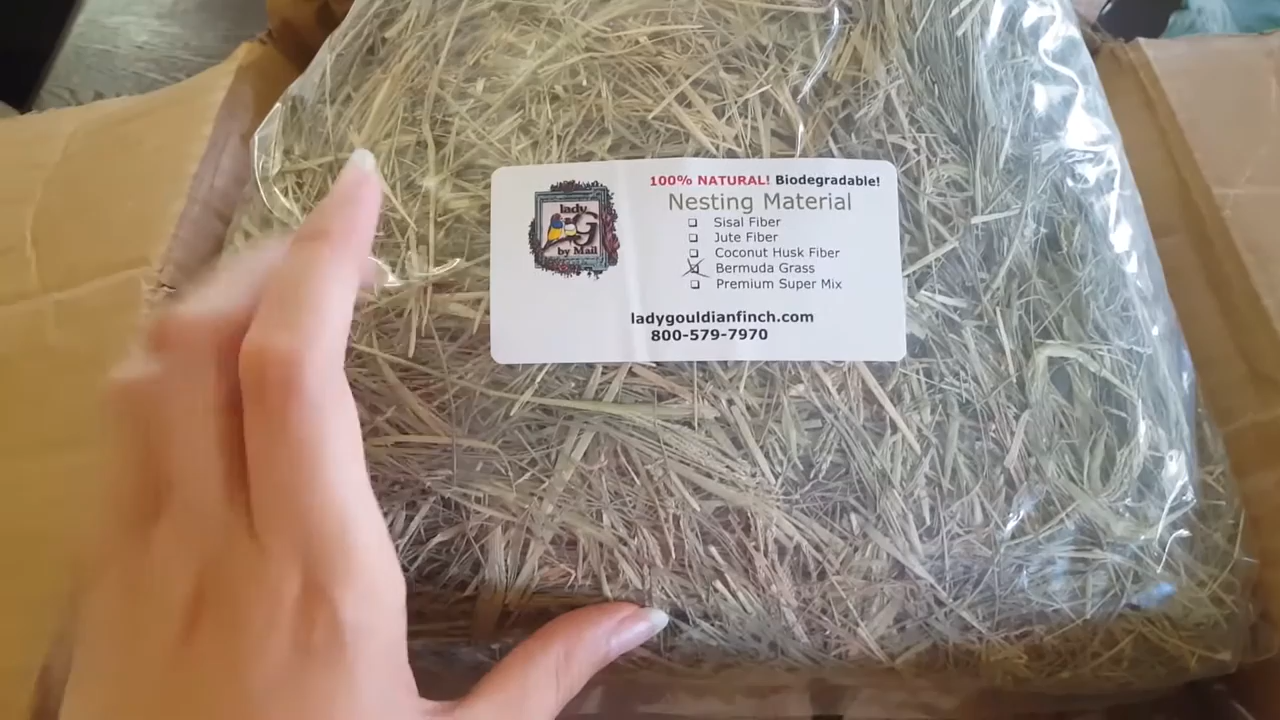 lady
G
by Mail
100% NATURAL! Biodegradable!
Nesting Material
Sisal Fiber
Jute Fiber
Coconut Husk Fiber
Bermuda Grass
Premium Super Mix
ladygouldianfinch.com
800-579-7970